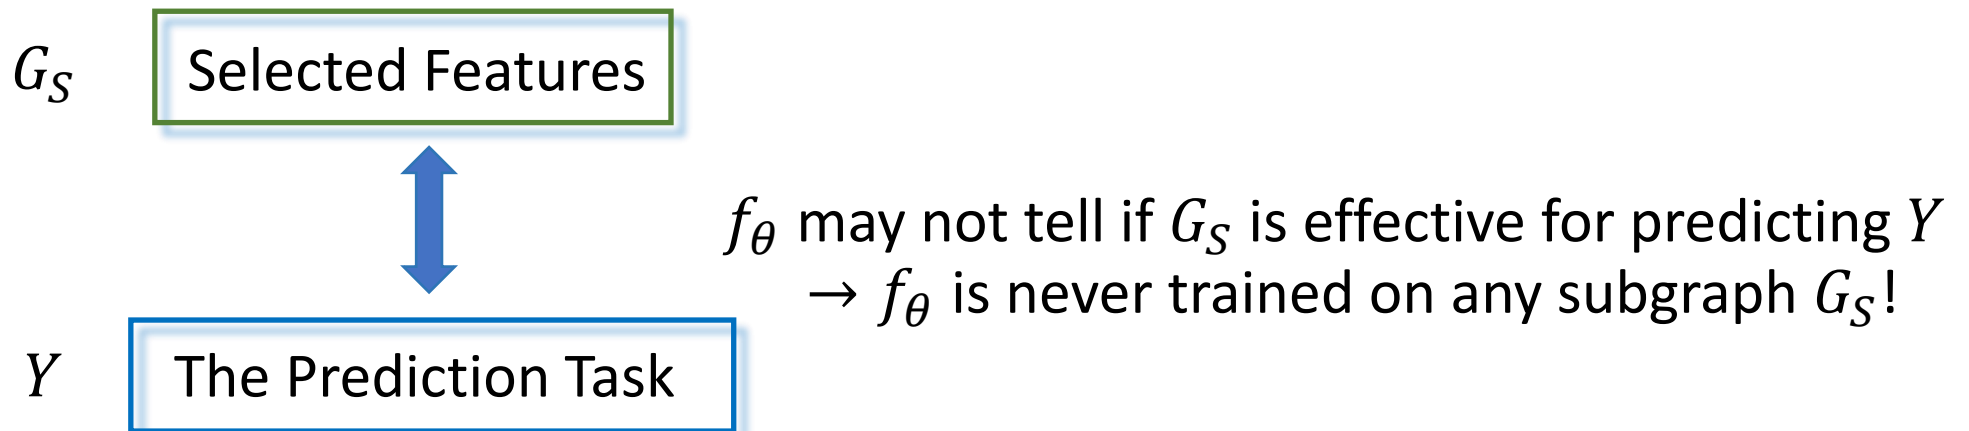 G_S Selected Features
f_θ may not tell if G_S is effective for predicting Y
→ f_θ is never trained on any subgraph G_S!
Y The Prediction Task